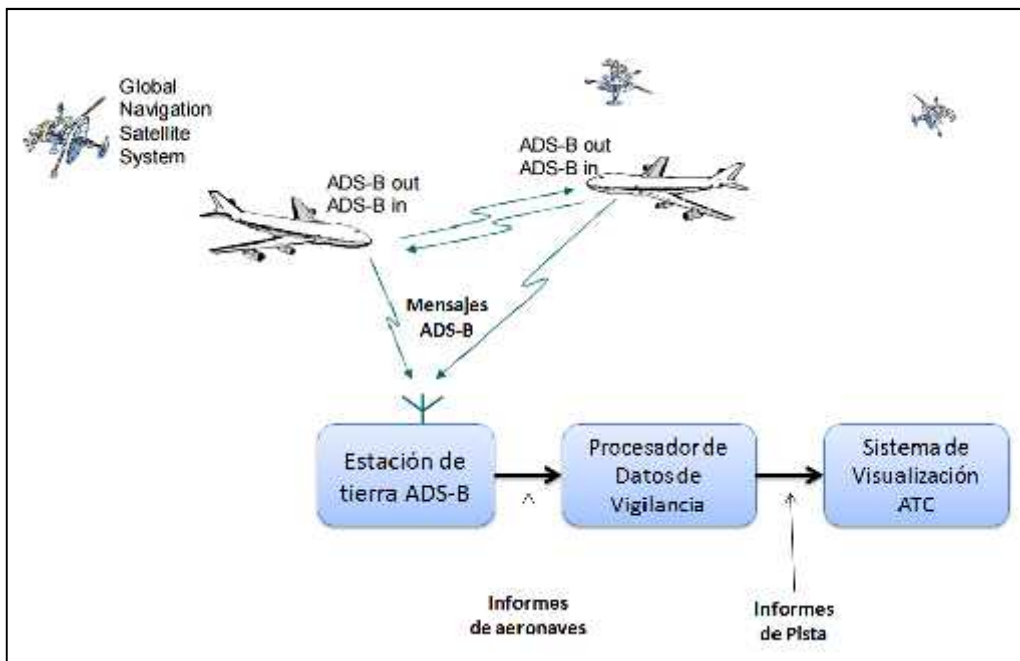 Global
Navigation
Satellite
System
ADS-B out
ADS-B in
ADS-B out
ADS-B in
Mensajes
ADS-B
Estación de
tierra ADS-B
Procesador de
Datos de
Vigilancia
Sistema de
Visualización
ATC
Informes
de aeronaves
Informes
de Pista